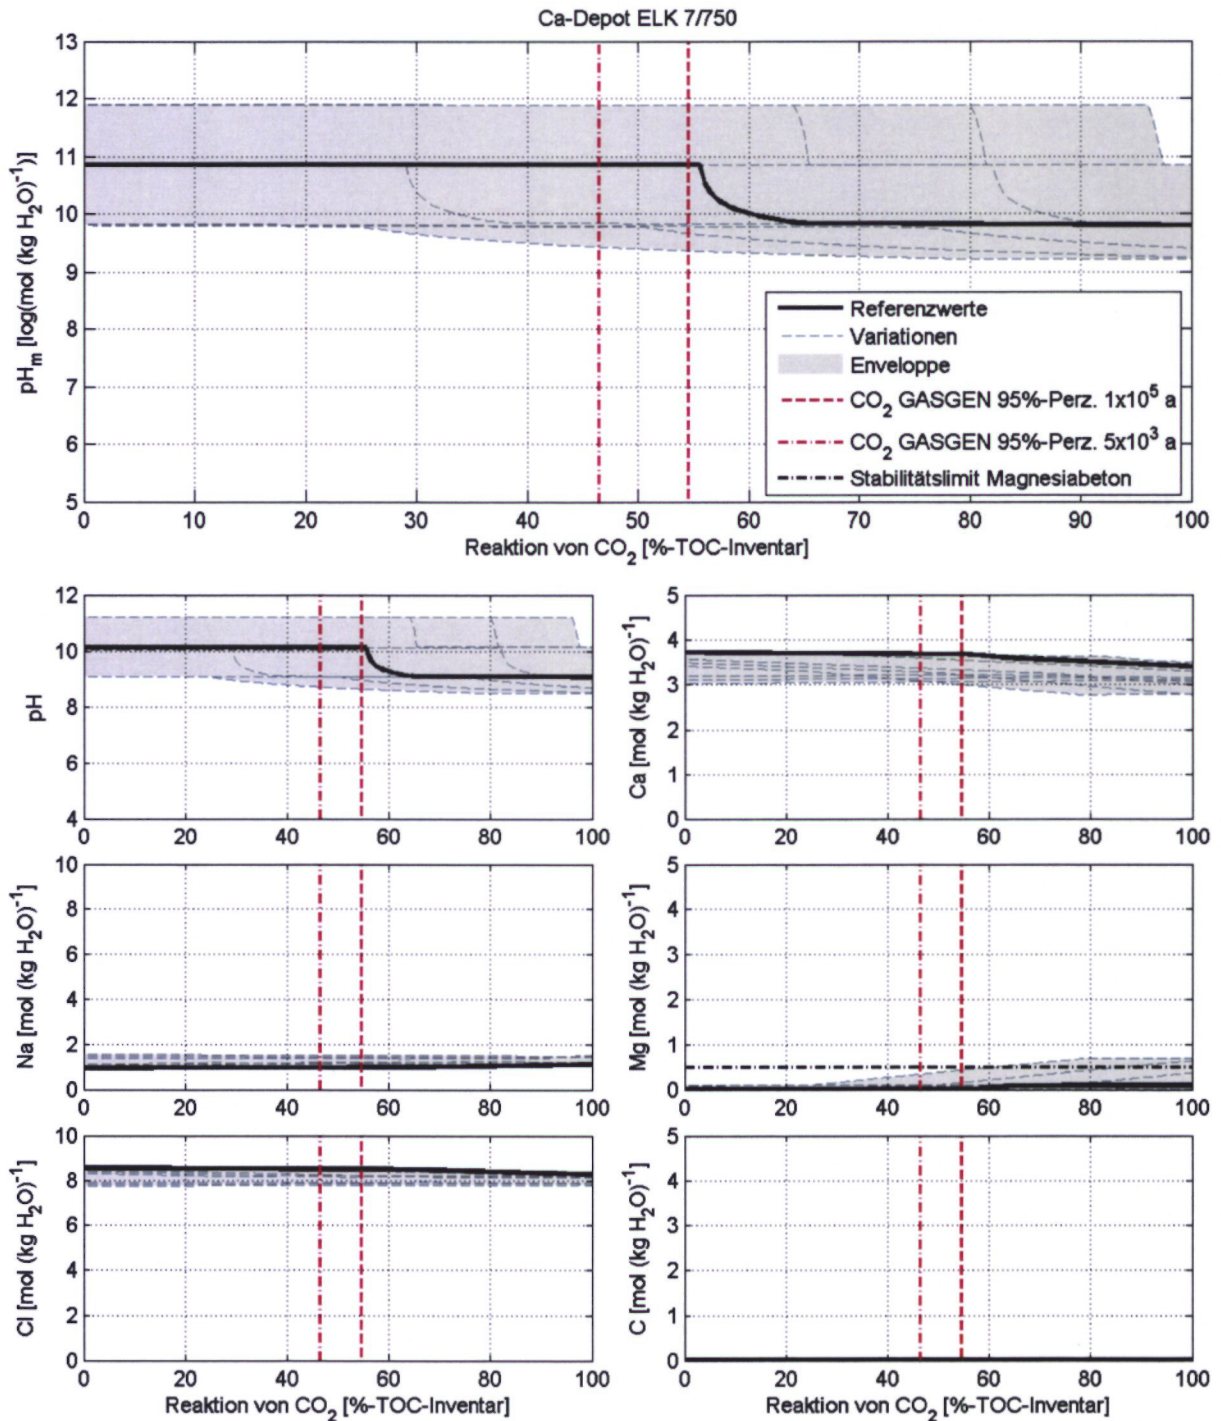 Ca-Depot ELK 7/750
13
12
11
10
9
8
7
6
5
pH_m [log(mol (kg H₂O)⁻¹)]
Referenzwerte
Variationen
Enveloppe
CO₂ GASGEN 95%-Perz. 1x10⁵ a
CO₂ GASGEN 95%-Perz. 5x10³ a
Stabilitätslimit Magnesiabeton
0 10 20 30 40 50 60 70 80 90 100
Reaktion von CO₂ [%-TOC-Inventar]
12
10
8
6
4
pH
0 20 40 60 80 100
5
4
3
2
1
0
Ca [mol (kg H₂O)⁻¹]
0 20 40 60 80 100
10
8
6
4
2
0
Na [mol (kg H₂O)⁻¹]
0 20 40 60 80 100
5
4
3
2
1
0
Mg [mol (kg H₂O)⁻¹]
0 20 40 60 80 100
10
8
6
4
2
0
Cl [mol (kg H₂O)⁻¹]
0 20 40 60 80 100
Reaktion von CO₂ [%-TOC-Inventar]
5
4
3
2
1
0
C [mol (kg H₂O)⁻¹]
0 20 40 60 80 100
Reaktion von CO₂ [%-TOC-Inventar]